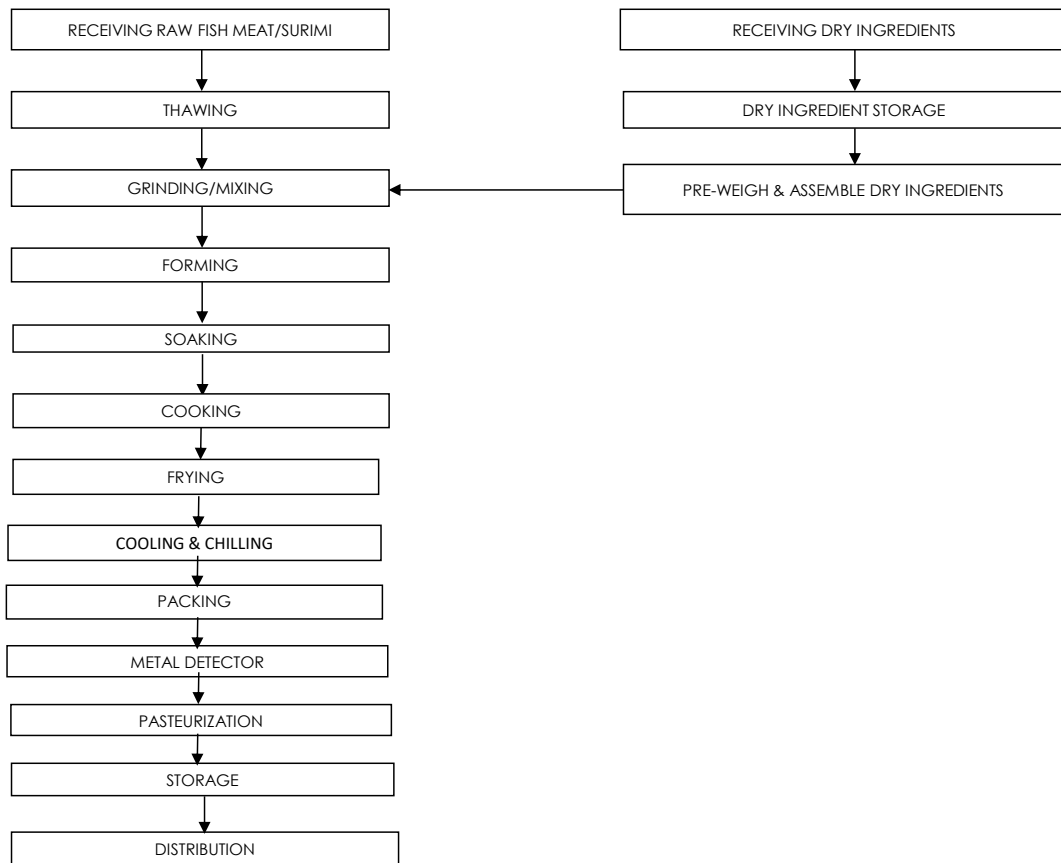 RECEIVING RAW FISH MEAT/SURIMI
RECEIVING DRY INGREDIENTS
THAWING
DRY INGREDIENT STORAGE
GRINDING/MIXING
PRE-WEIGH & ASSEMBLE DRY INGREDIENTS
FORMING
SOAKING
COOKING
FRYING
COOLING & CHILLING
PACKING
METAL DETECTOR
PASTEURIZATION
STORAGE
DISTRIBUTION